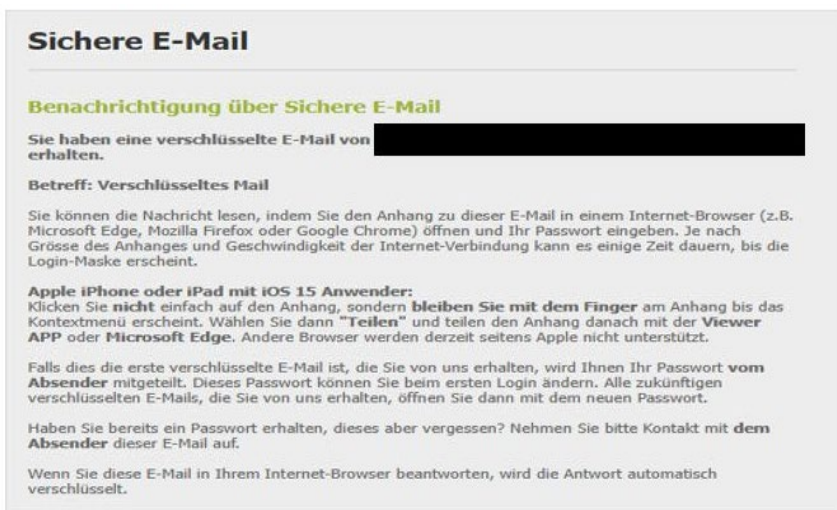 Sichere E-Mail
Benachrichtigung über Sichere E-Mail
Sie haben eine verschlüsselte E-Mail von
erhalten.
Betreff: Verschlüsseltes Mail
Sie können die Nachricht lesen, indem Sie den Anhang zu dieser E-Mail in einem Internet-Browser (z.B.
Microsoft Edge, Mozilla Firefox oder Google Chrome) öffnen und Ihr Passwort eingeben. Je nach
Grösse des Anhanges und Geschwindigkeit der Internet-Verbindung kann es einige Zeit dauern, bis die
Login-Maske erscheint.
Apple iPhone oder iPad mit iOS 15 Anwender:
Klicken Sie nicht einfach auf den Anhang, sondern bleiben Sie mit dem Finger am Anhang bis das
Kontextmenü erscheint. Wählen Sie dann "Teilen" und teilen den Anhang danach mit der Viewer
APP oder Microsoft Edge. Andere Browser werden derzeit seitens Apple nicht unterstützt.
Falls dies die erste verschlüsselte E-Mail ist, die Sie von uns erhalten, wird Ihnen Ihr Passwort vom
Absender mitgeteilt. Dieses Passwort können Sie beim ersten Login ändern. Alle zukünftigen
verschlüsselten E-Mails, die Sie von uns erhalten, öffnen Sie dann mit dem neuen Passwort.
Haben Sie bereits ein Passwort erhalten, dieses aber vergessen? Nehmen Sie bitte Kontakt mit dem
Absender dieser E-Mail auf.
Wenn Sie diese E-Mail in Ihrem Internet-Browser beantworten, wird die Antwort automatisch
verschlüsselt.